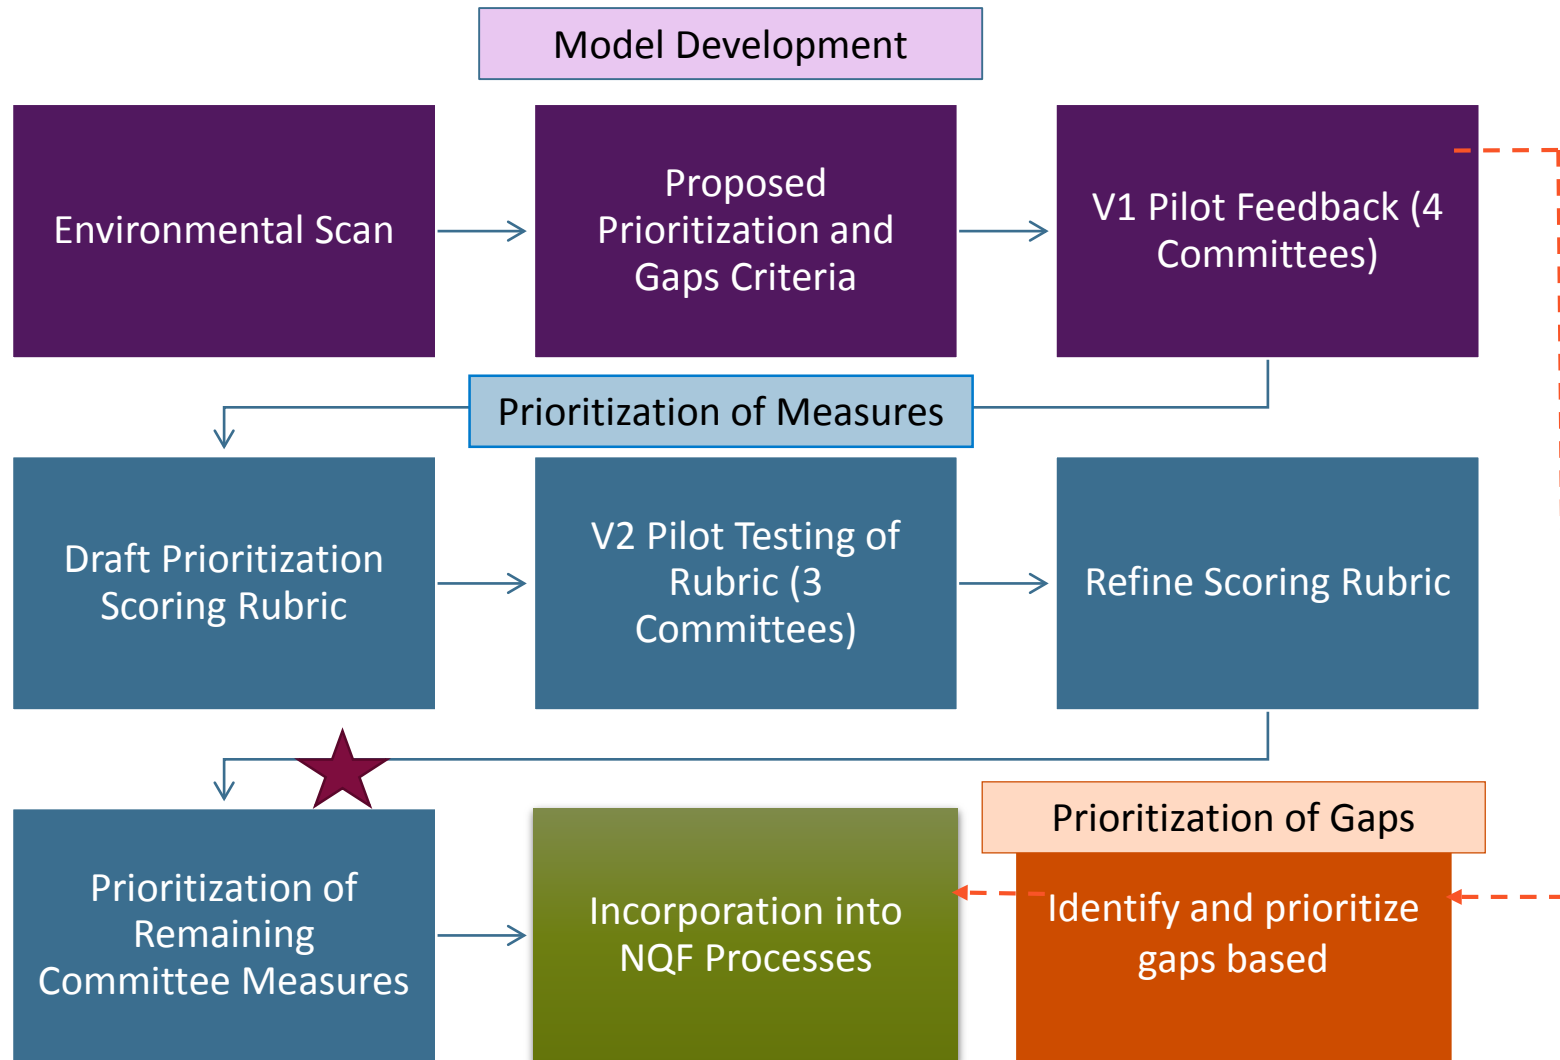 Model Development
Environmental Scan
Proposed
Prioritization and
Gaps Criteria
V1 Pilot Feedback (4
Committees)
Prioritization of Measures
Draft Prioritization
Scoring Rubric
V2 Pilot Testing of
Rubric (3
Committees)
Refine Scoring Rubric
Prioritization of
Remaining
Committee Measures
Incorporation into
NQF Processes
Prioritization of Gaps
Identify and prioritize
gaps based